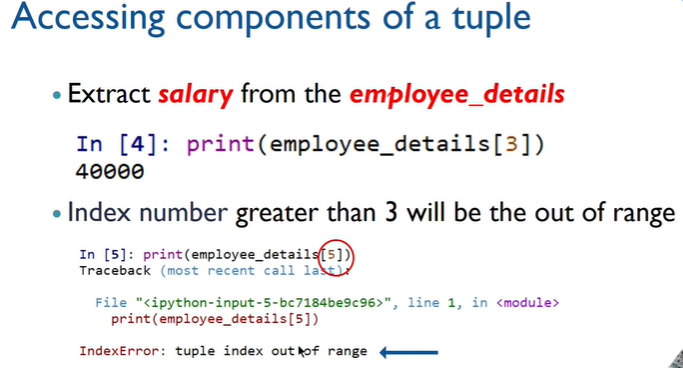 Accessing components of a tuple
• Extract salary from the employee_details
In [4]: print(employee_details[3])
40000
• Index number greater than 3 will be the out of range
In [5]: print(employee_details[5])
Traceback (most recent call last):
File "<ipython-input-5-bc7184be9c96>", line 1, in <module>
print(employee_details[5])
IndexError: tuple index out of range